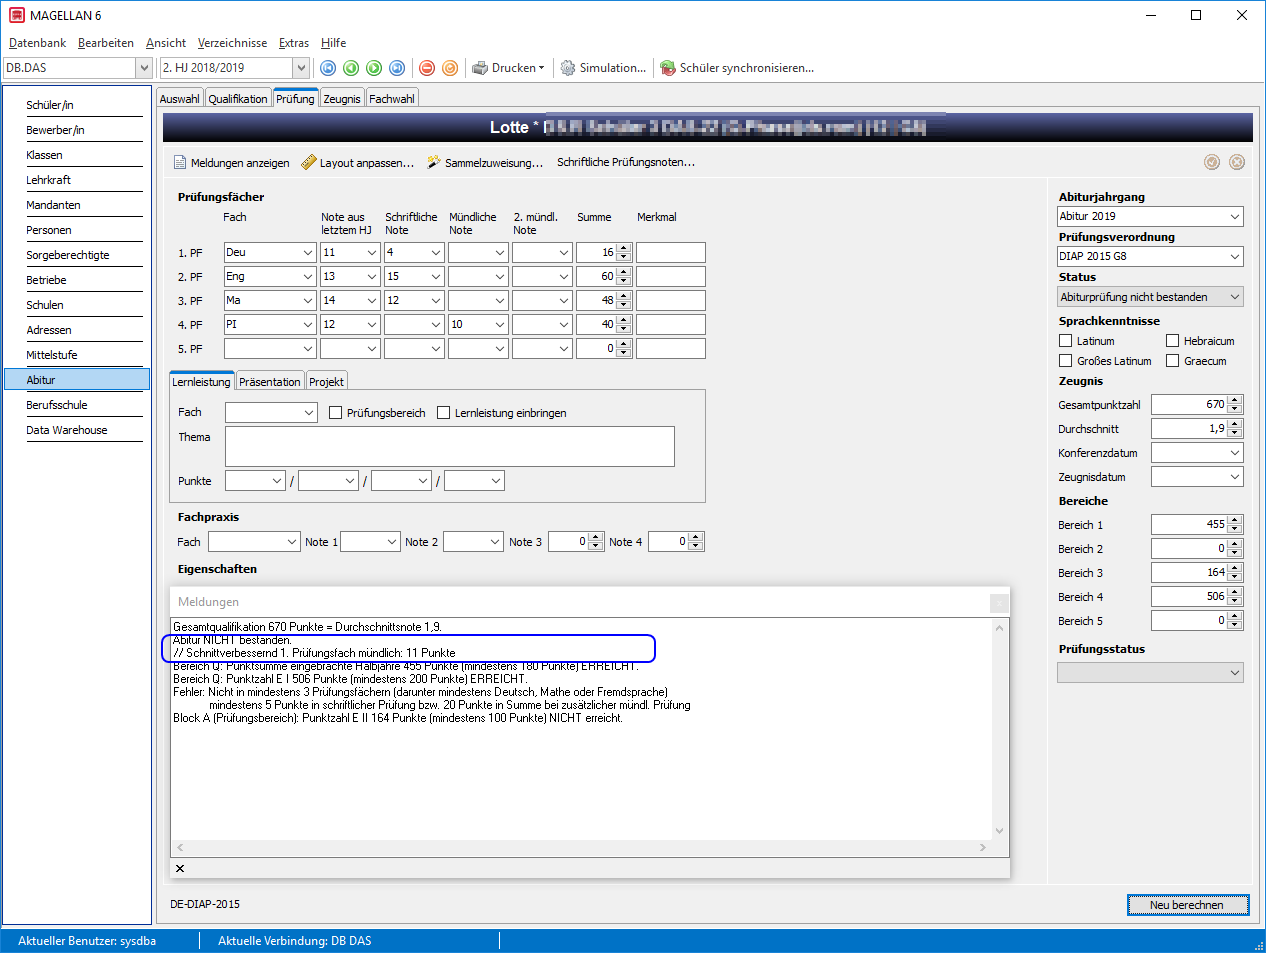 MAGELLAN 6
Datenbank Bearbeiten Ansicht Verzeichnisse Extras Hilfe
DB.DAS 2. HJ 2018/2019 Drucken Simulation... Schüler synchronisieren...
Schüler/in
Bewerber/in
Klassen
Lehrkraft
Mandanten
Personen
Sorgeberechtigte
Betriebe
Schulen
Adressen
Mittelstufe
Abitur
Berufsschule
Data Warehouse
Auswahl Qualifikation Prüfung Zeugnis Fachwahl
Lotte *
Meldungen anzeigen Layout anpassen... Sammelzuweisung... Schriftliche Prüfungsnoten...
Prüfungsfächer
Fach Note aus letztem HJ Schriftliche Note Mündliche Note 2. mündl. Note Summe Merkmal
1. PF Deu 11 4 16
2. PF Eng 13 15 60
3. PF Ma 14 12 48
4. PF PI 12 10 40
5. PF 0
Lernleistung Präsentation Projekt
Fach Prüfungsbereich Lernleistung einbringen
Thema
Punkte / / /
Fachpraxis
Fach Note 1 Note 2 Note 3 0 Note 4 0
Eigenschaften
Meldungen
Gesamtqualifikation 670 Punkte = Durchschnittsnote 1,9.
Abitur NICHT bestanden.
// Schnittverbessernd 1. Prüfungsfach mündlich: 11 Punkte
Bereich Q: Punktsumme eingebrachte Halbjahre 455 Punkte (mindestens 180 Punkte) ERREICHT.
Bereich Q: Punktzahl E I 506 Punkte (mindestens 200 Punkte) ERREICHT.
Fehler: Nicht in mindestens 3 Prüfungsfächern (darunter mindestens Deutsch, Mathe oder Fremdsprache)
mindestens 5 Punkte in schriftlicher Prüfung bzw. 20 Punkte in Summe bei zusätzlicher mündl. Prüfung
Block A (Prüfungsbereich): Punktzahl E II 164 Punkte (mindestens 100 Punkte) NICHT erreicht.
Abiturjahrgang
Abitur 2019
Prüfungsverordnung
DIAP 2015 G8
Status
Abiturprüfung nicht bestanden
Sprachkenntnisse
Latinum Hebraicum
Großes Latinum Graecum
Zeugnis
Gesamtpunktzahl 670
Durchschnitt 1,9
Konferenzdatum
Zeugnisdatum
Bereiche
Bereich 1 455
Bereich 2 0
Bereich 3 164
Bereich 4 506
Bereich 5 0
Prüfungsstatus
DE-DIAP-2015 Neu berechnen
Aktueller Benutzer: sysdba Aktuelle Verbindung: DB DAS